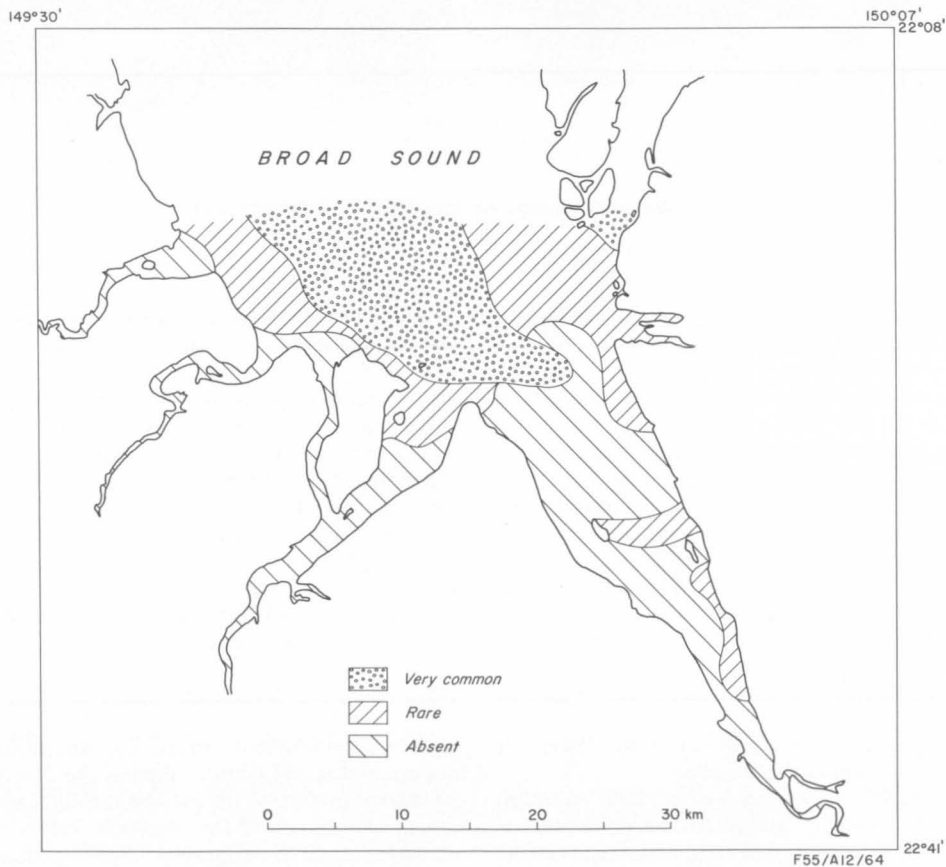 149°30'
150°07'
22°08'
BROAD SOUND
Very common
Rare
Absent
0 10 20 30 km
22°41'
F55/A12/64